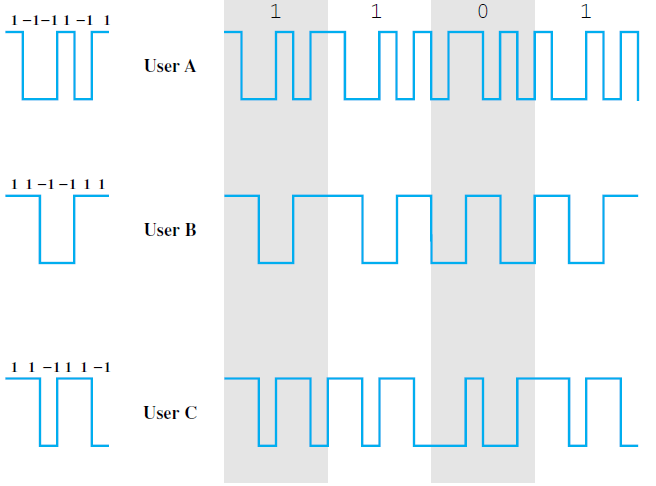 1 1 0 1
1 −1−1 1 −1 1
User A
1 1 −1 −1 1 1
User B
1 1 −1 1 1 −1
User C